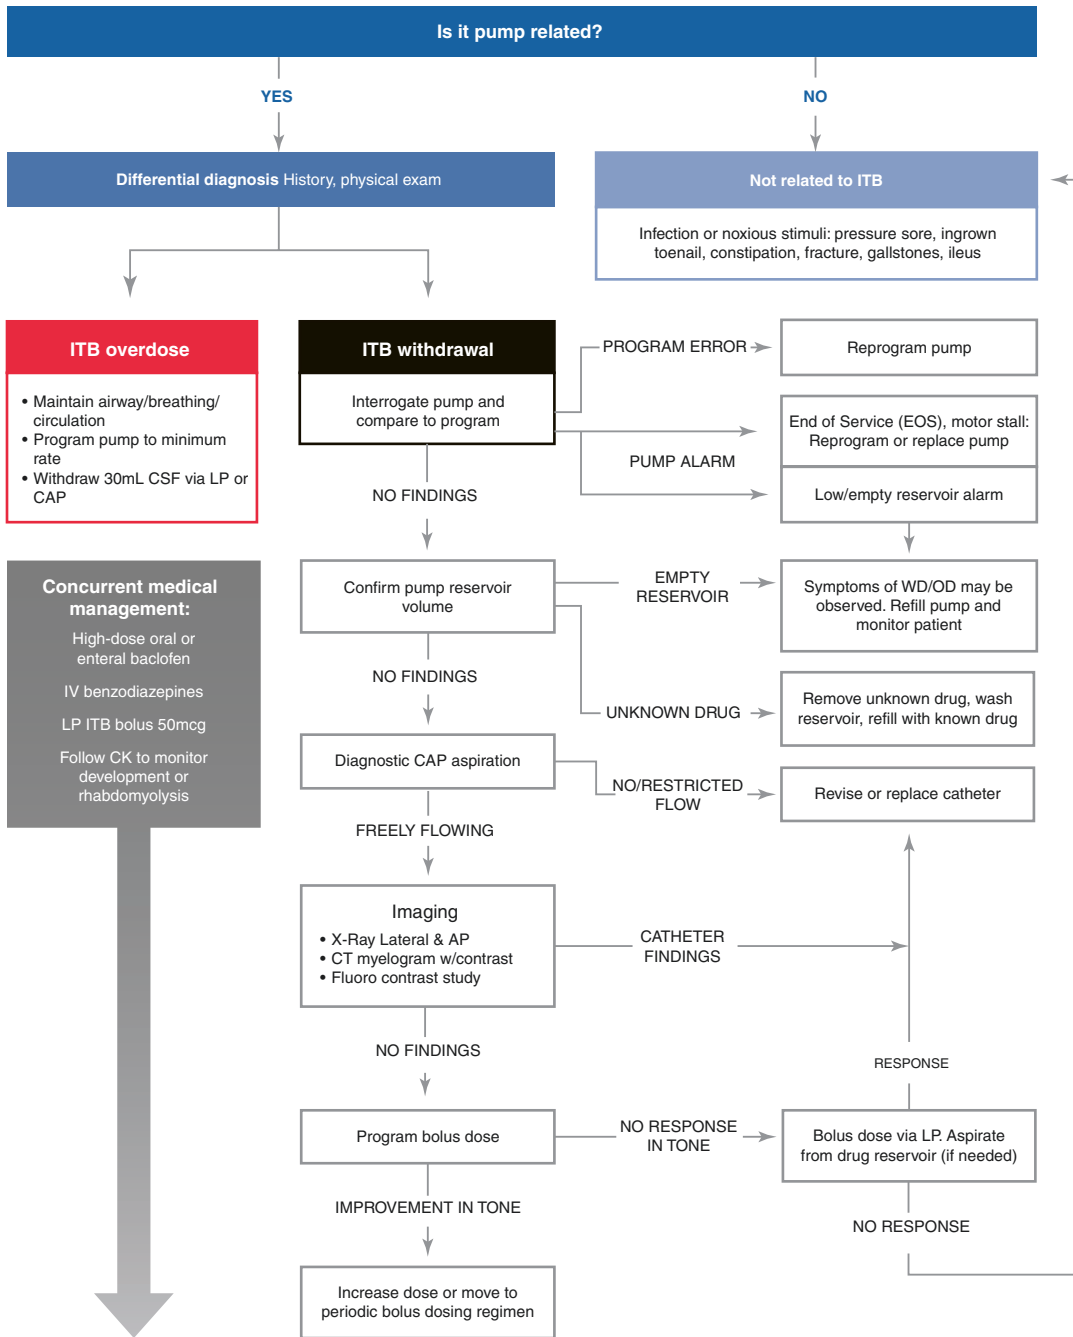 Is it pump related?
YES
NO
Differential diagnosis History, physical exam
Not related to ITB
Infection or noxious stimuli: pressure sore, ingrown
toenail, constipation, fracture, gallstones, ileus
ITB overdose
• Maintain airway/breathing/
circulation
• Program pump to minimum
rate
• Withdraw 30mL CSF via LP or
CAP
ITB withdrawal
Interrogate pump and
compare to program
PROGRAM ERROR
Reprogram pump
PUMP ALARM
End of Service (EOS), motor stall:
Reprogram or replace pump
Low/empty reservoir alarm
NO FINDINGS
Concurrent medical
management:
High-dose oral or
enteral baclofen
IV benzodiazepines
LP ITB bolus 50mcg
Follow CK to monitor
development or
rhabdomyolysis
Confirm pump reservoir
volume
EMPTY
RESERVOIR
Symptoms of WD/OD may be
observed. Refill pump and
monitor patient
NO FINDINGS
UNKNOWN DRUG
Remove unknown drug, wash
reservoir, refill with known drug
Diagnostic CAP aspiration
NO/RESTRICTED
FLOW
Revise or replace catheter
FREELY FLOWING
Imaging
• X-Ray Lateral & AP
• CT myelogram w/contrast
• Fluoro contrast study
CATHETER
FINDINGS
NO FINDINGS
RESPONSE
Program bolus dose
NO RESPONSE
IN TONE
Bolus dose via LP. Aspirate
from drug reservoir (if needed)
IMPROVEMENT IN TONE
NO RESPONSE
Increase dose or move to
periodic bolus dosing regimen